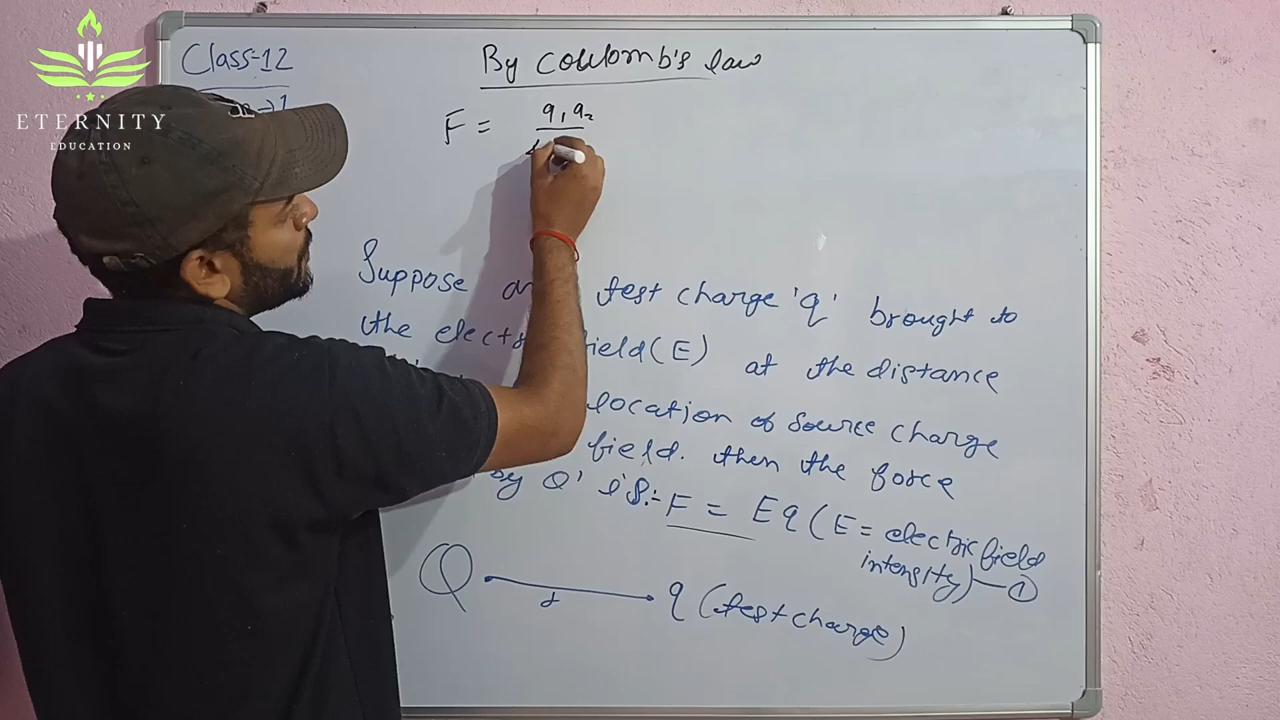 ETERNITY
EDUCATION
Class-12
→1
By Coulomb's law
F = q₁q₂
Suppose test charge 'q' brought to
the field(E) at the distance
location of source charge
field. then the force
by Q' is:- F = Eq (E = electric field
intensity) — ①
Q d q (test charge)